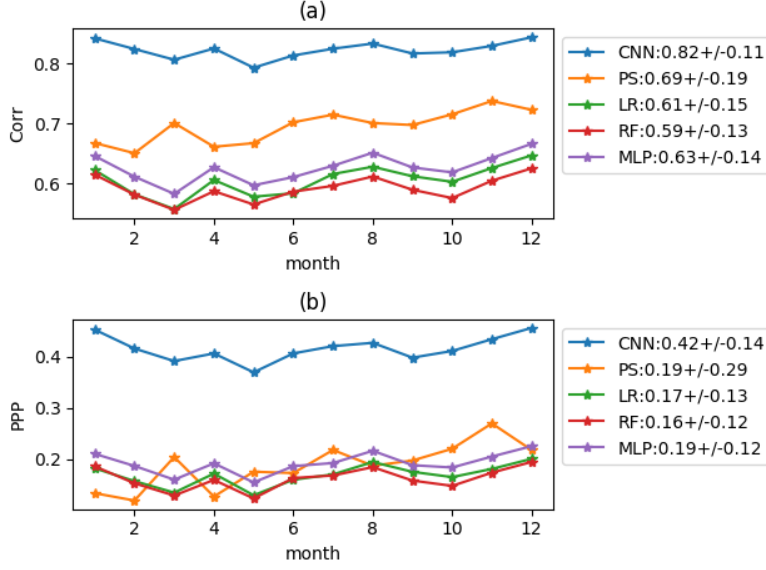 (a)
Corr
0.8
0.7
0.6
2 4 6 8 10 12
month
CNN:0.82+/-0.11
PS:0.69+/-0.19
LR:0.61+/-0.15
RF:0.59+/-0.13
MLP:0.63+/-0.14
(b)
PPP
0.4
0.3
0.2
2 4 6 8 10 12
month
CNN:0.42+/-0.14
PS:0.19+/-0.29
LR:0.17+/-0.13
RF:0.16+/-0.12
MLP:0.19+/-0.12